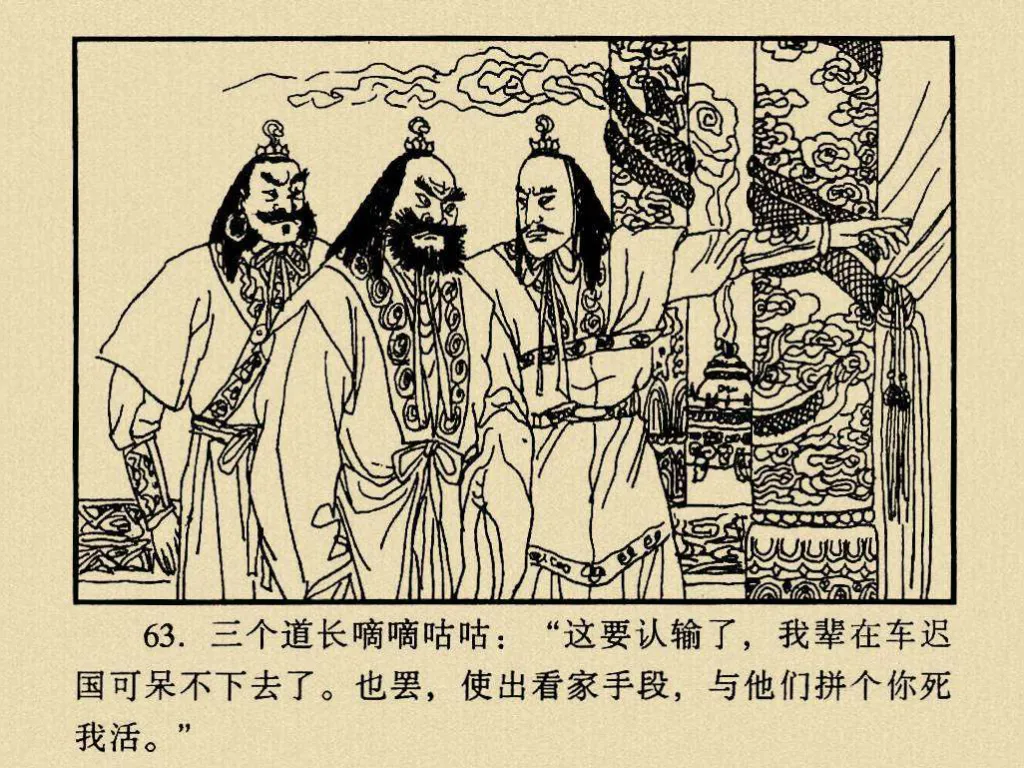 63. 三个道长嘀嘀咕咕：“这要认输了，我辈在车迟
国可呆不下去了。也罢，使出看家手段，与他们拼个你死
我活。”